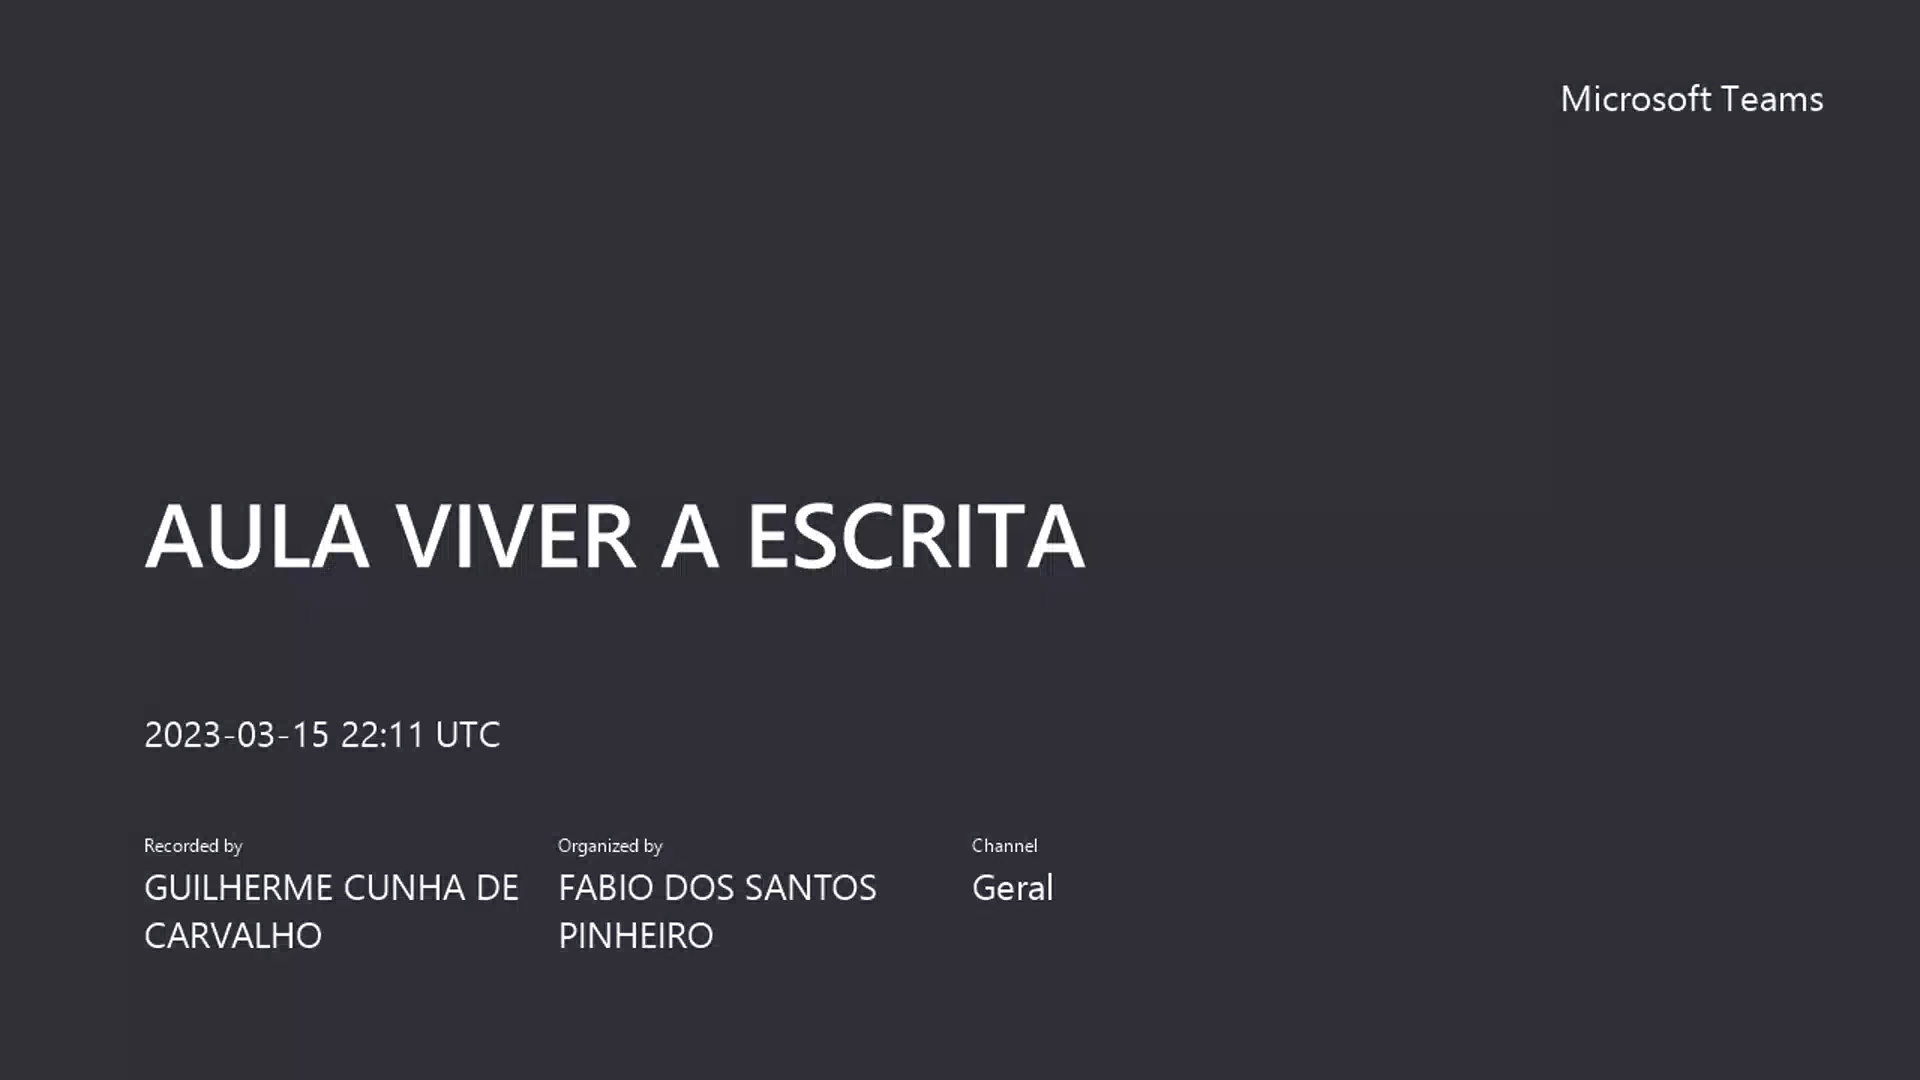 Microsoft Teams
AULA VIVER A ESCRITA
2023-03-15 22:11 UTC
Recorded by
GUILHERME CUNHA DE
CARVALHO
Organized by
FABIO DOS SANTOS
PINHEIRO
Channel
Geral